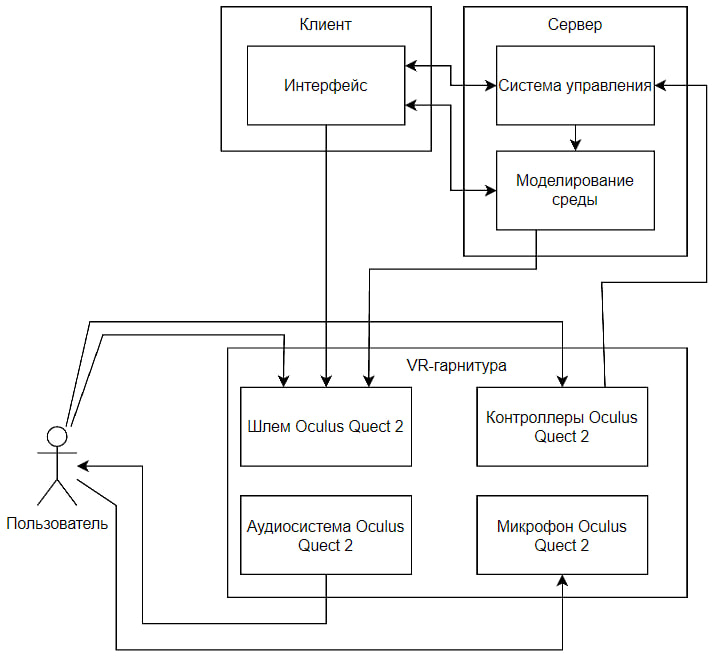 Клиент
Сервер
Интерфейс
Система управления
Моделирование
среды
VR-гарнитура
Шлем Oculus Quect 2
Контроллеры Oculus
Quect 2
Пользователь
Аудиосистема Oculus
Quect 2
Микрофон Oculus
Quect 2